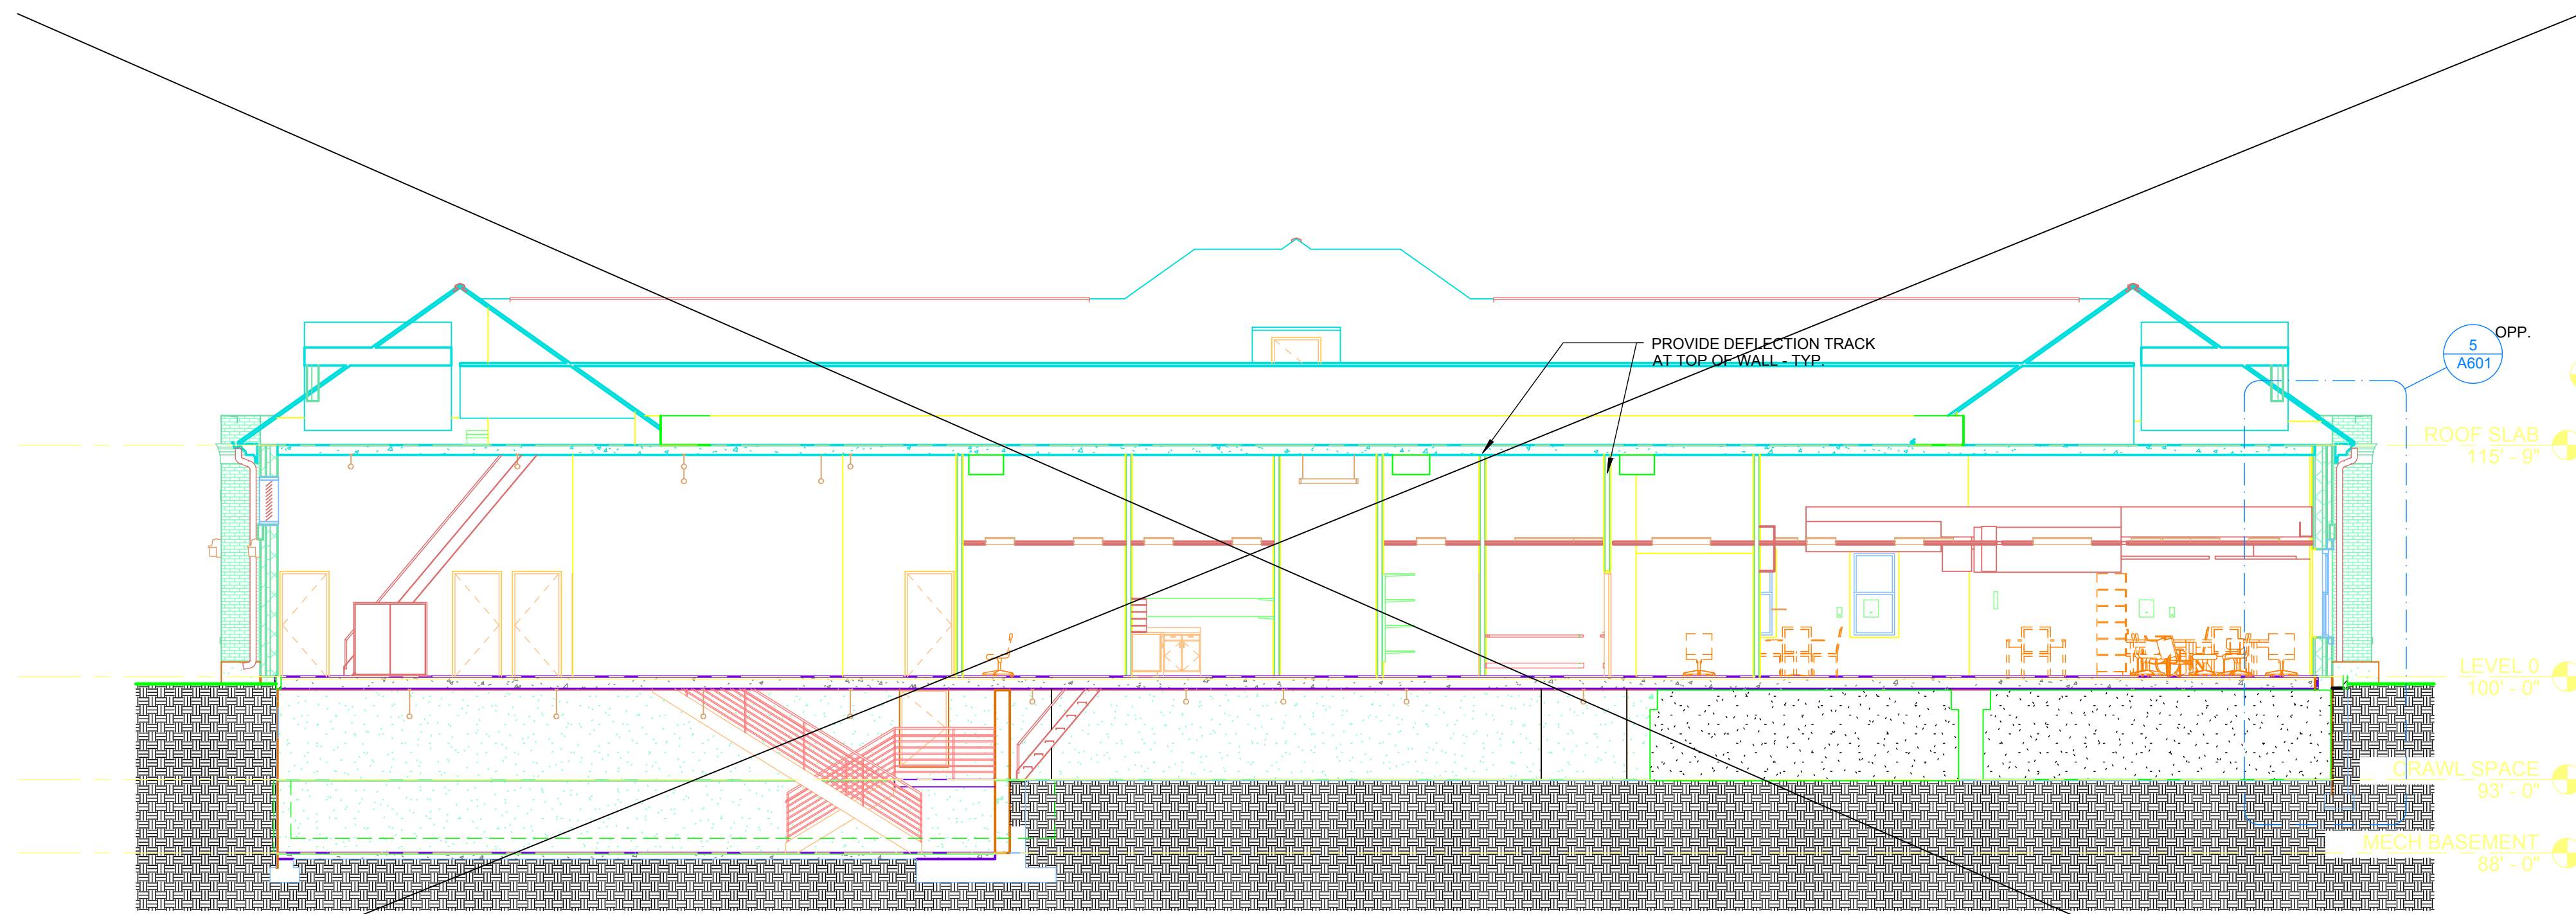 PROVIDE DEFLECTION TRACK
AT TOP OF WALL - TYP.
5
A601
OPP.
ROOF SLAB
115' - 9"
LEVEL 0
100' - 0"
CRAWL SPACE
93' - 0"
MECH BASEMENT
88' - 0"